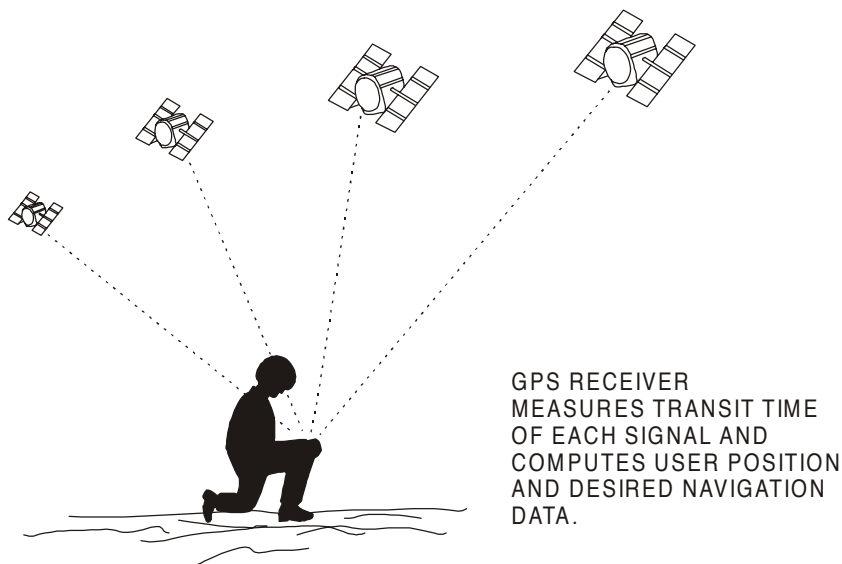 GPS RECEIVER
MEASURES TRANSIT TIME
OF EACH SIGNAL AND
COMPUTES USER POSITION
AND DESIRED NAVIGATION
DATA.